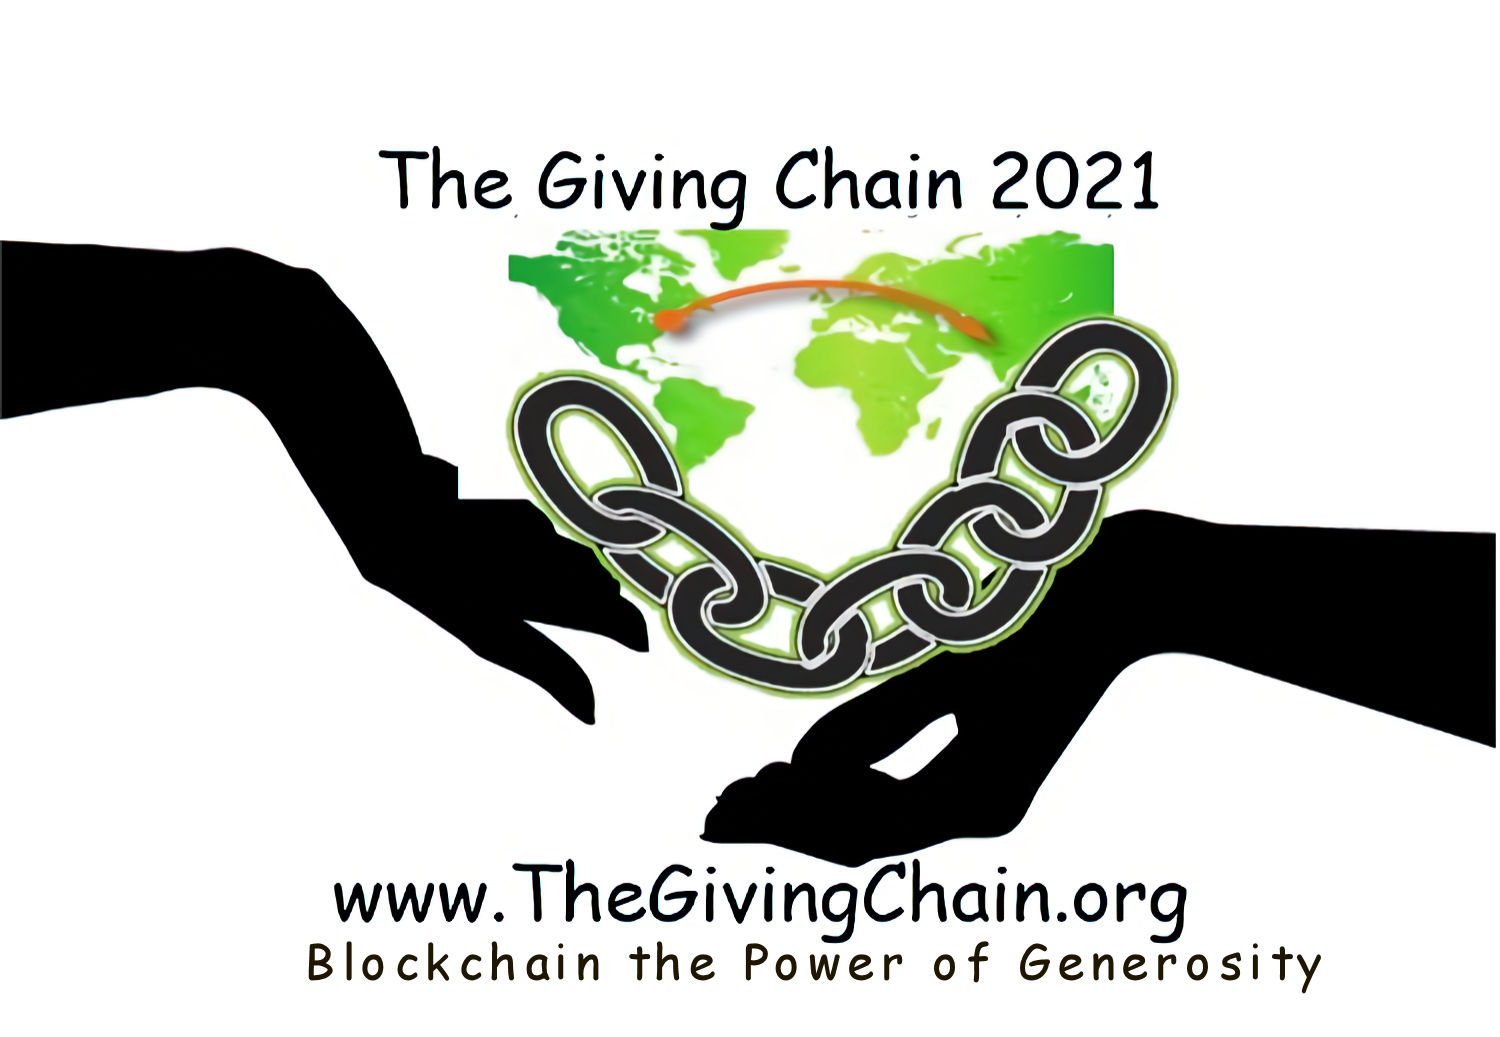 The Giving Chain 2021
www.TheGivingChain.org
Blockchain the Power of Generosity